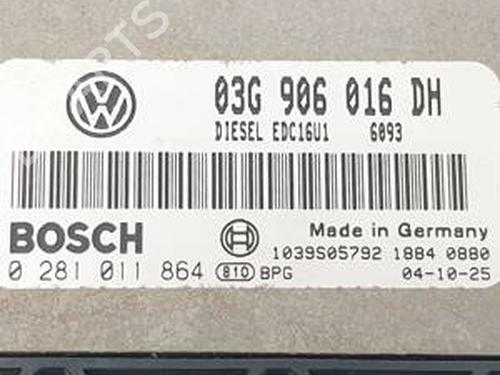 PARTS
03G 906 016 DH
DIESEL EDC16U1 6093
BOSCH
Made in Germany
1039S05792 1884 0880
0 281 011 864 810 BPG 04-10-25